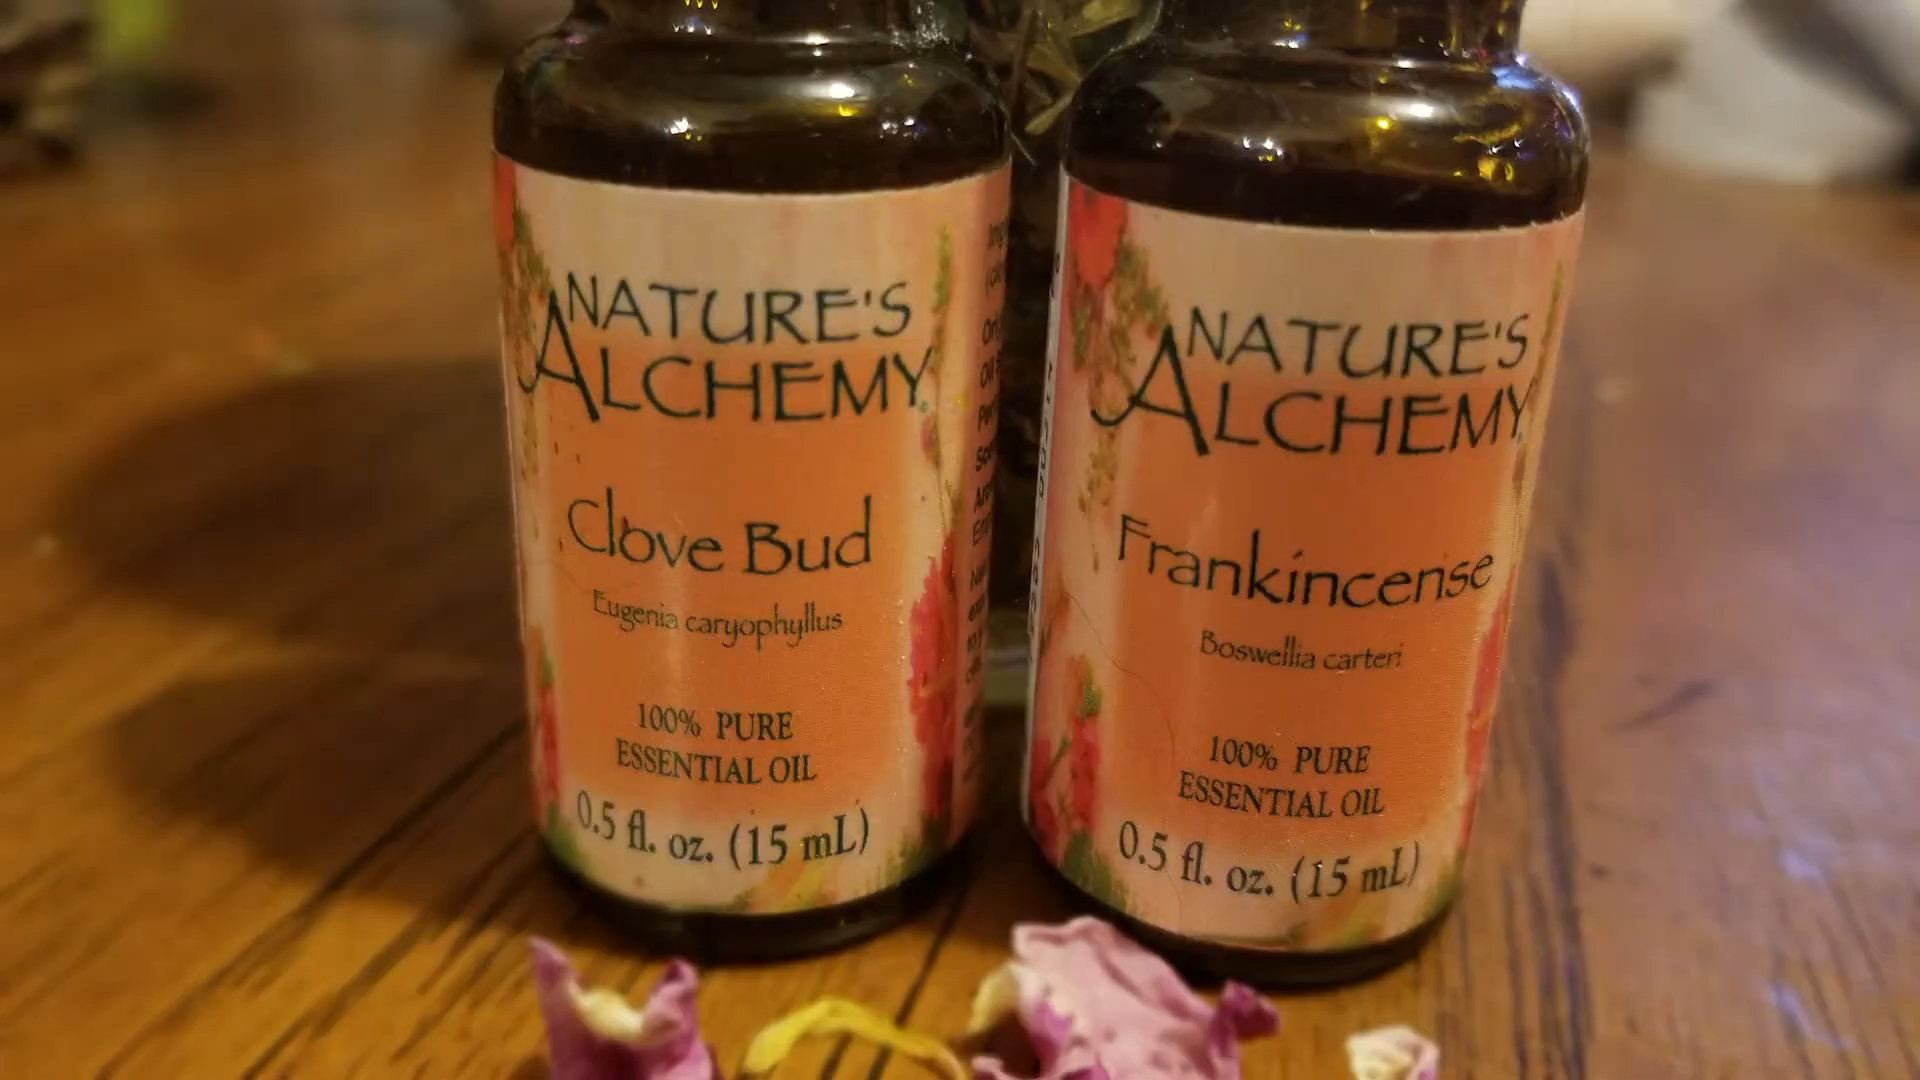 NATURE'S
ALCHEMY
Clove Bud
Eugenia caryophyllus
100% PURE
ESSENTIAL OIL
0.5 fl. oz. (15 mL)
NATURE'S
ALCHEMY
Frankincense
Boswellia carteri
100% PURE
ESSENTIAL OIL
0.5 fl. oz. (15 mL)